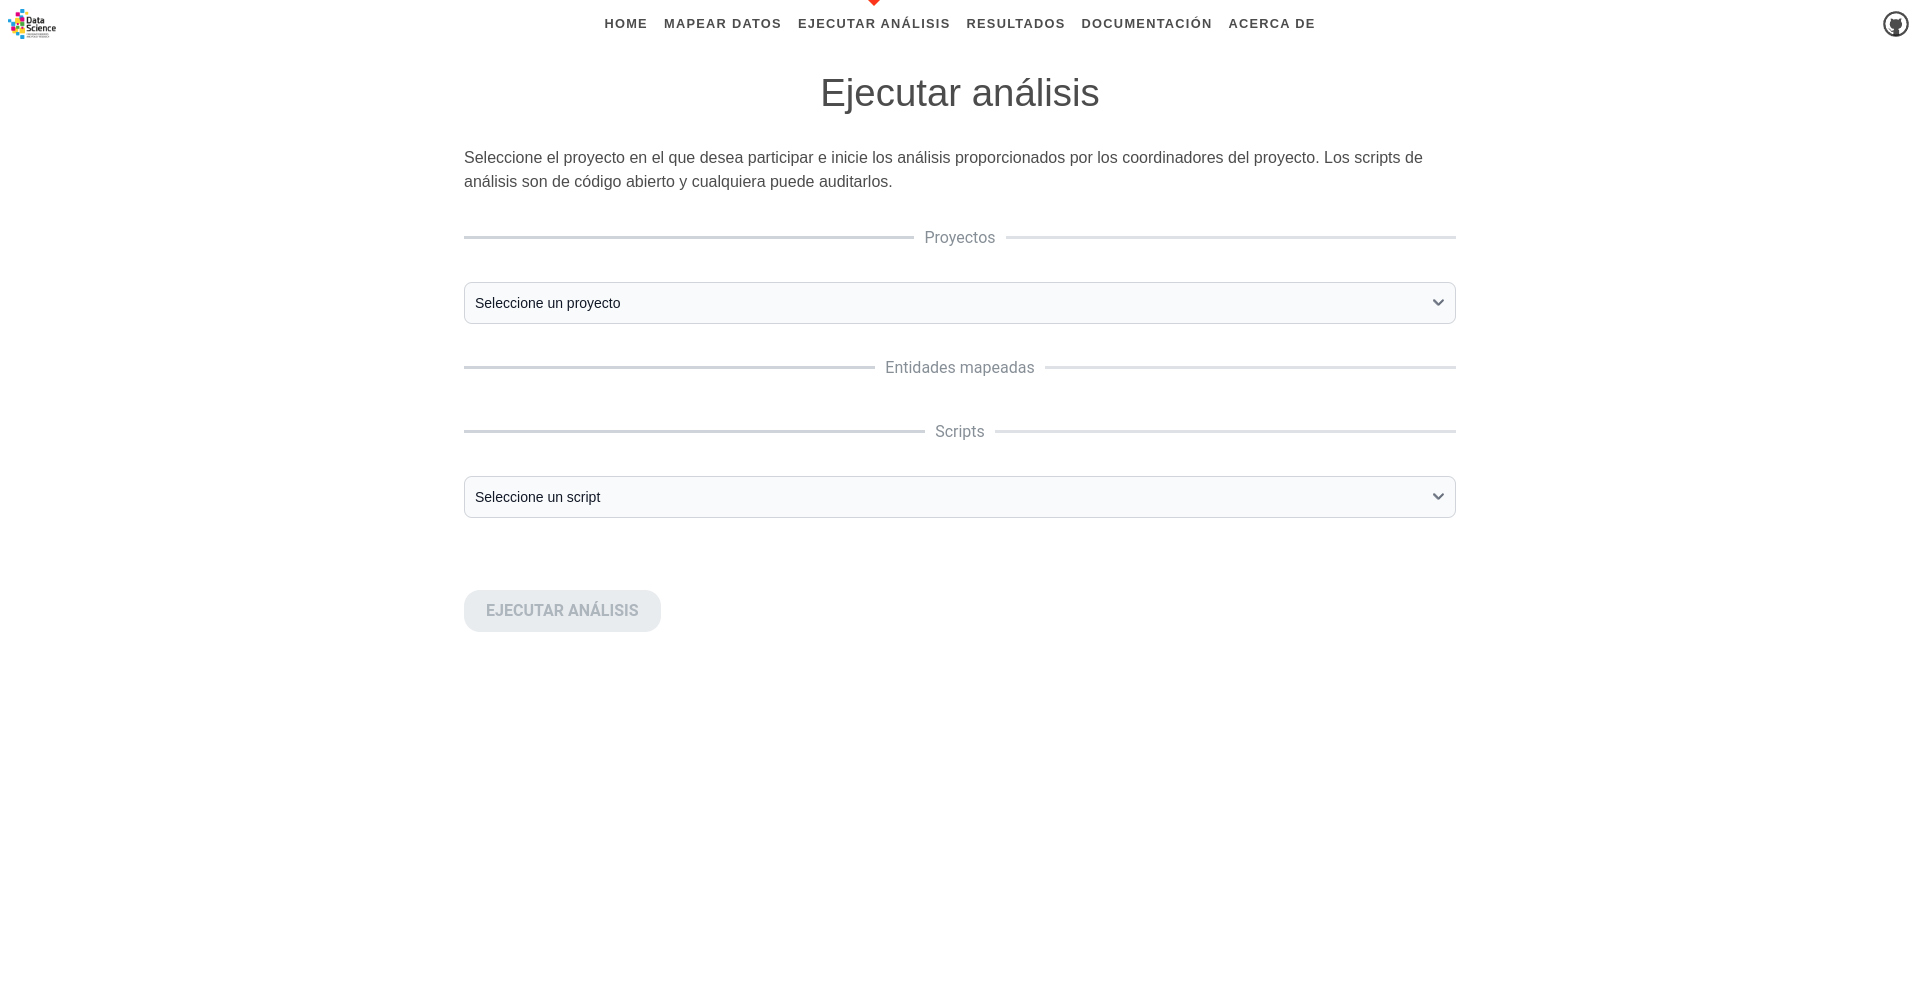 Data
Science
HOME MAPEAR DATOS EJECUTAR ANÁLISIS RESULTADOS DOCUMENTACIÓN ACERCA DE
Ejecutar análisis
Seleccione el proyecto en el que desea participar e inicie los análisis proporcionados por los coordinadores del proyecto. Los scripts de
análisis son de código abierto y cualquiera puede auditarlos.
Proyectos
Seleccione un proyecto
Entidades mapeadas
Scripts
Seleccione un script
EJECUTAR ANÁLISIS